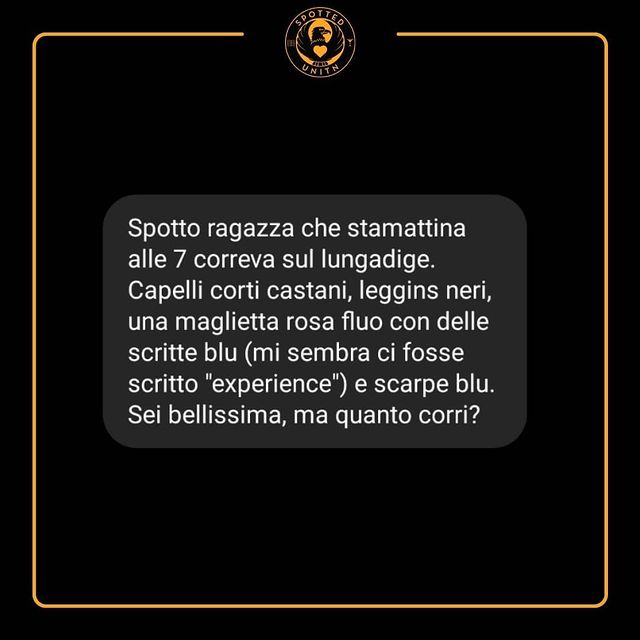 SPOTTED
UNITN
Spotto ragazza che stamattina
alle 7 correva sul lungadige.
Capelli corti castani, leggins neri,
una maglietta rosa fluo con delle
scritte blu (mi sembra ci fosse
scritto "experience") e scarpe blu.
Sei bellissima, ma quanto corri?